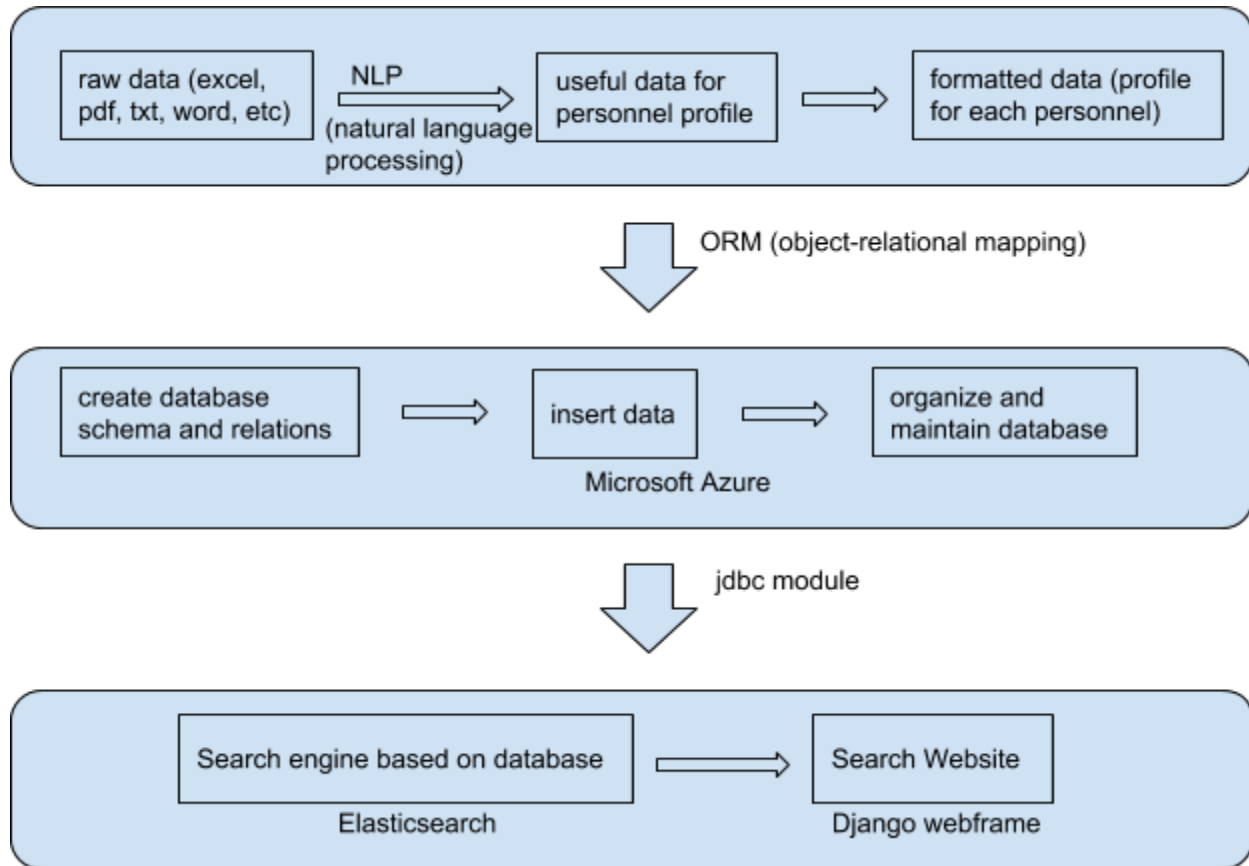 raw data (excel,
pdf, txt, word, etc)
NLP
(natural language
processing)
useful data for
personnel profile
formatted data (profile
for each personnel)
ORM (object-relational mapping)
create database
schema and relations
insert data
organize and
maintain database
Microsoft Azure
jdbc module
Search engine based on database
Search Website
Elasticsearch
Django webframe